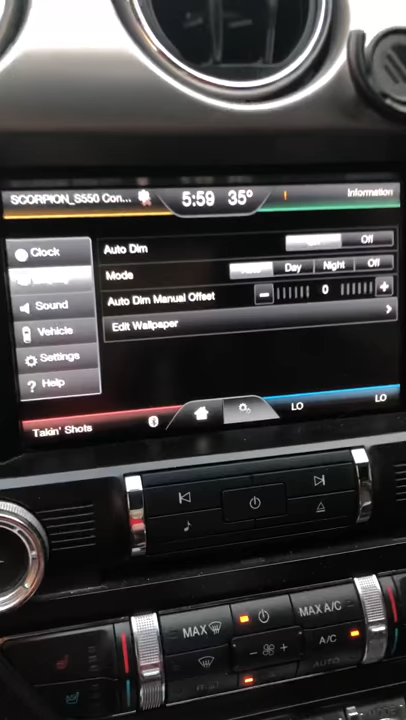 SCORPION_S550 Con... 5:59 35° ! Information
Clock
Auto Dim Off
Mode Auto Day Night Off
Sound
Auto Dim Manual Offset − 0 +
Vehicle
Edit Wallpaper >
Settings
? Help
Takin' Shots LO LO
MAX MAX A/C
A/C
− +
AUTO